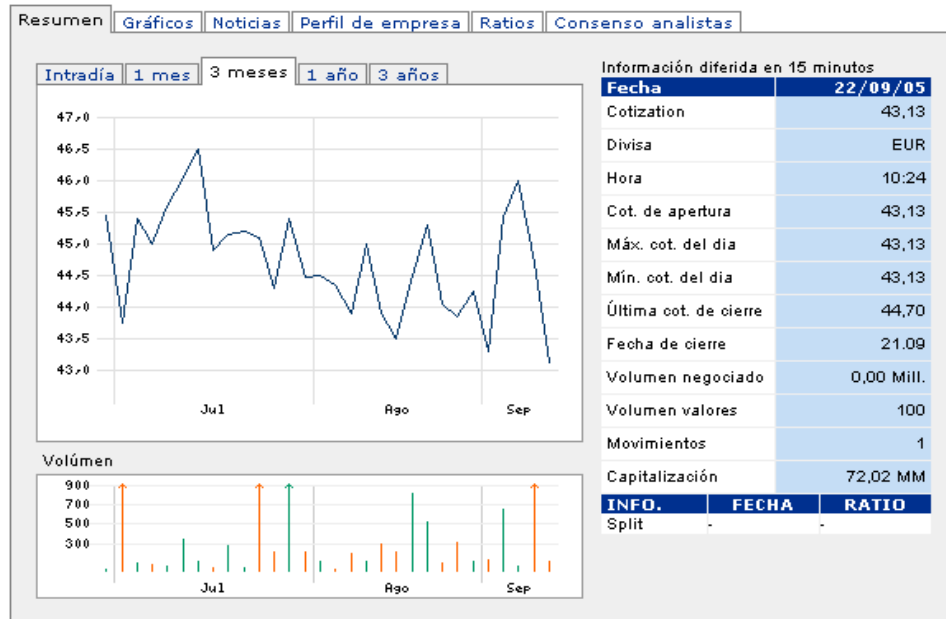 Resumen Gráficos Noticias Perfil de empresa Ratios Consenso analistas
Intradía 1 mes 3 meses 1 año 3 años
47,0
46,5
46,0
45,5
45,0
44,5
44,0
43,5
43,0
Jul Ago Sep
Volúmen
900
700
500
300
Jul Ago Sep
Información diferida en 15 minutos
Fecha 22/09/05
Cotization 43,13
Divisa EUR
Hora 10:24
Cot. de apertura 43,13
Máx. cot. del dia 43,13
Mín. cot. del dia 43,13
Última cot. de cierre 44,70
Fecha de cierre 21.09
Volumen negociado 0,00 Mill.
Volumen valores 100
Movimientos 1
Capitalización 72,02 MM
INFO. FECHA RATIO
Split - -